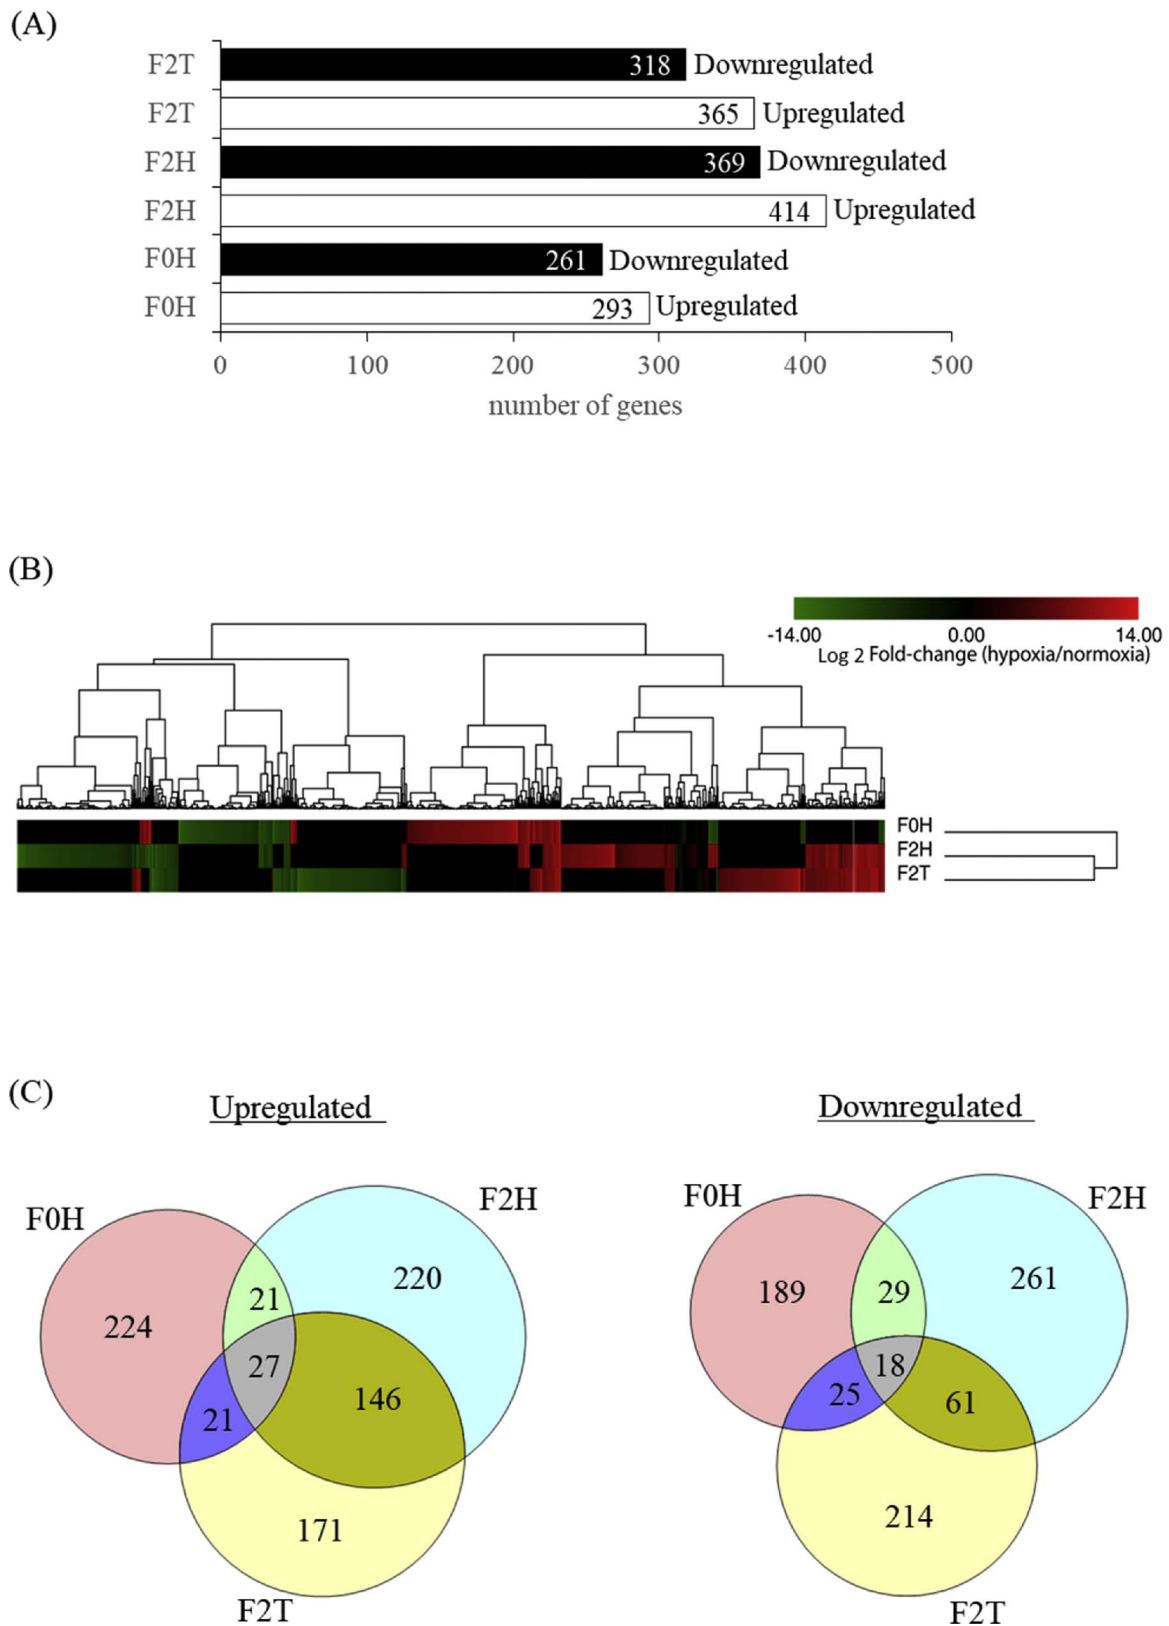 (A)
F2T 318 Downregulated
F2T 365 Upregulated
F2H 369 Downregulated
F2H 414 Upregulated
F0H 261 Downregulated
F0H 293 Upregulated
0 100 200 300 400 500
number of genes
(B)
-14.00 0.00 14.00
Log 2 Fold-change (hypoxia/normoxia)
F0H
F2H
F2T
(C)
Upregulated
F0H
F2H
224
21
220
27
21
146
171
F2T
Downregulated
F0H
F2H
189
29
261
18
25
61
214
F2T